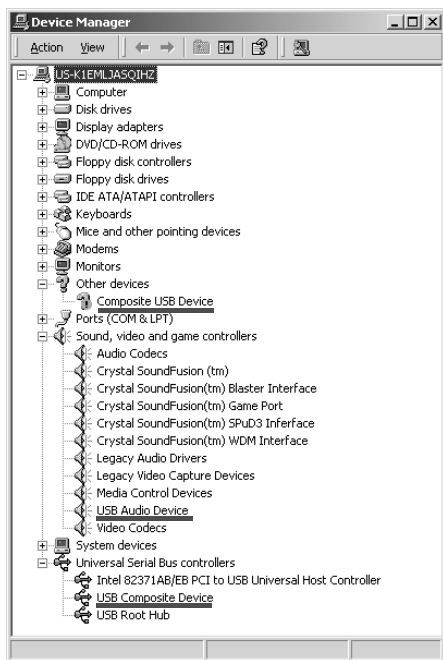 Device Manager
Action View
US-K1EMLJASQIHZ
Computer
Disk drives
Display adapters
DVD/CD-ROM drives
Floppy disk controllers
Floppy disk drives
IDE ATA/ATAPI controllers
Keyboards
Mice and other pointing devices
Modems
Monitors
Other devices
Composite USB Device
Ports (COM & LPT)
Sound, video and game controllers
Audio Codecs
Crystal SoundFusion (tm)
Crystal SoundFusion(tm) Blaster Interface
Crystal SoundFusion(tm) Game Port
Crystal SoundFusion(tm) SPuD3 Inferface
Crystal SoundFusion(tm) WDM Interface
Legacy Audio Drivers
Legacy Video Capture Devices
Media Control Devices
USB Audio Device
Video Codecs
System devices
Universal Serial Bus controllers
Intel 82371AB/EB PCI to USB Universal Host Controller
USB Composite Device
USB Root Hub